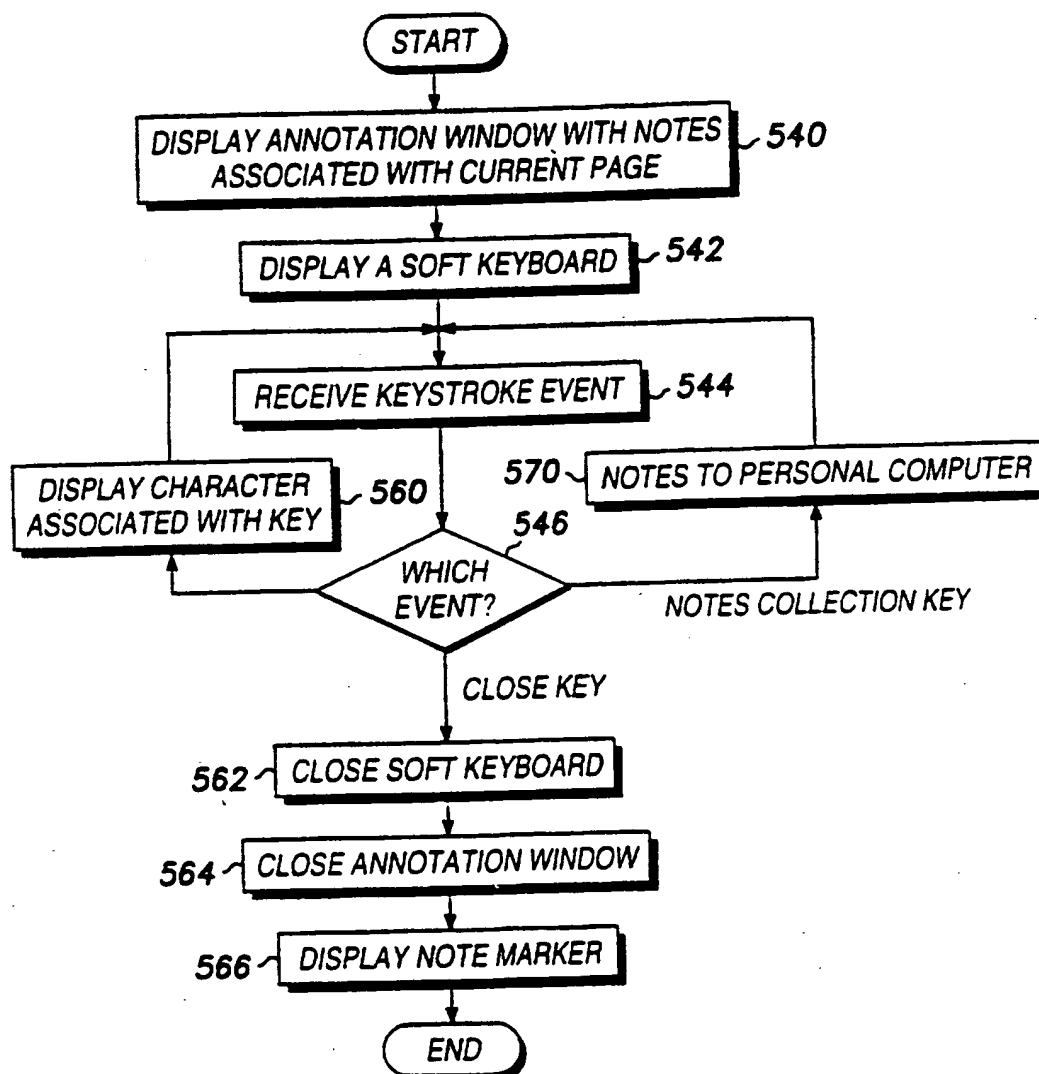 START
DISPLAY ANNOTATION WINDOW WITH NOTES
ASSOCIATED WITH CURRENT PAGE
540
DISPLAY A SOFT KEYBOARD
542
RECEIVE KEYSTROKE EVENT
544
DISPLAY CHARACTER
ASSOCIATED WITH KEY
560
570
NOTES TO PERSONAL COMPUTER
546
WHICH
EVENT?
NOTES COLLECTION KEY
CLOSE KEY
562
CLOSE SOFT KEYBOARD
564
CLOSE ANNOTATION WINDOW
566
DISPLAY NOTE MARKER
END